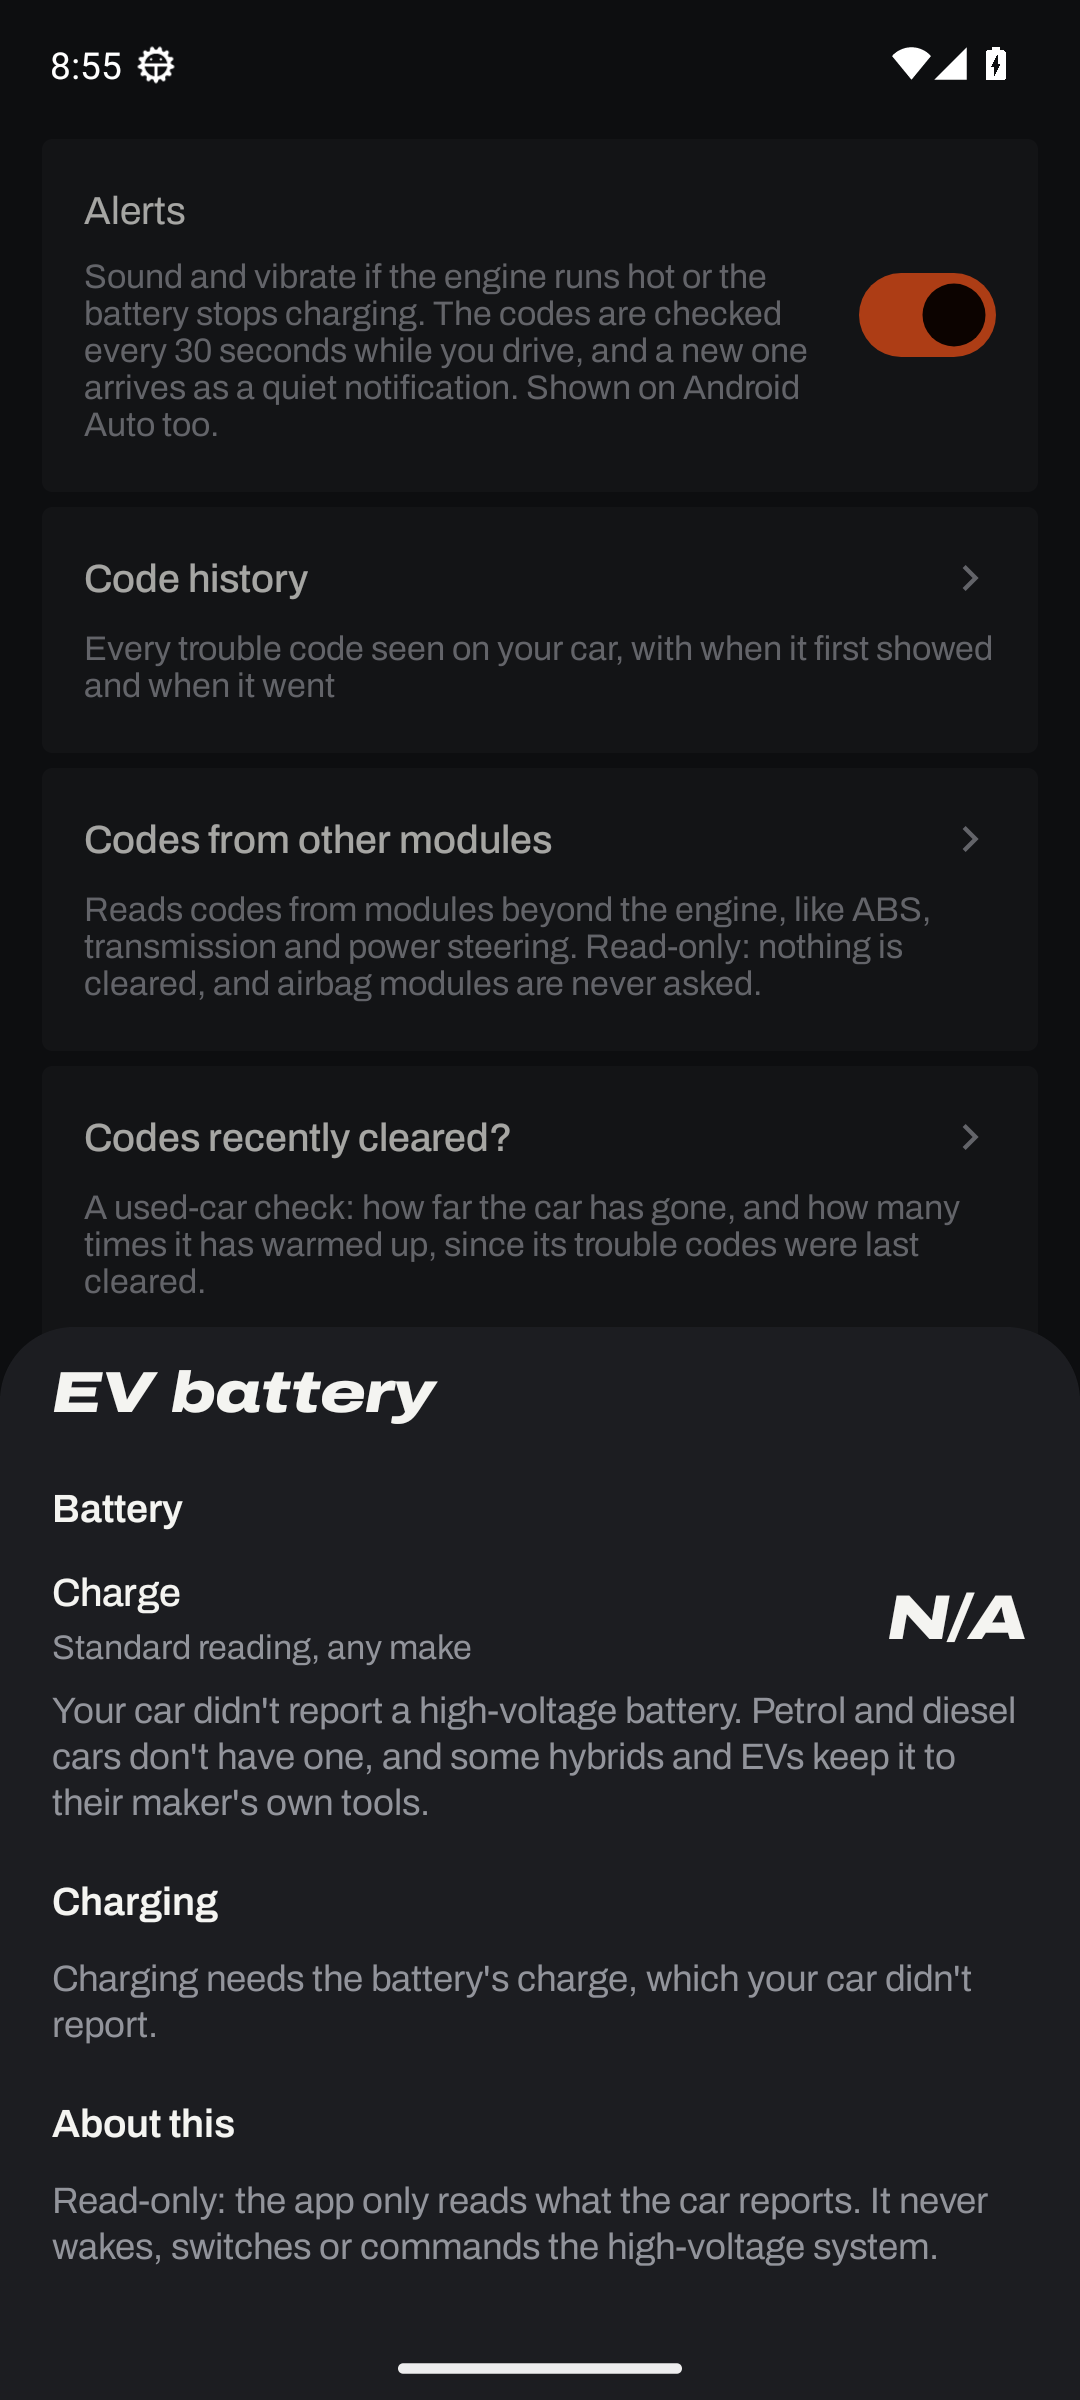 8:55
Alerts
Sound and vibrate if the engine runs hot or the
battery stops charging. The codes are checked
every 30 seconds while you drive, and a new one
arrives as a quiet notification. Shown on Android
Auto too.
Code history
Every trouble code seen on your car, with when it first showed
and when it went
Codes from other modules
Reads codes from modules beyond the engine, like ABS,
transmission and power steering. Read-only: nothing is
cleared, and airbag modules are never asked.
Codes recently cleared?
A used-car check: how far the car has gone, and how many
times it has warmed up, since its trouble codes were last
cleared.
EV battery
Battery
Charge
N/A
Standard reading, any make
Your car didn't report a high-voltage battery. Petrol and diesel
cars don't have one, and some hybrids and EVs keep it to
their maker's own tools.
Charging
Charging needs the battery's charge, which your car didn't
report.
About this
Read-only: the app only reads what the car reports. It never
wakes, switches or commands the high-voltage system.